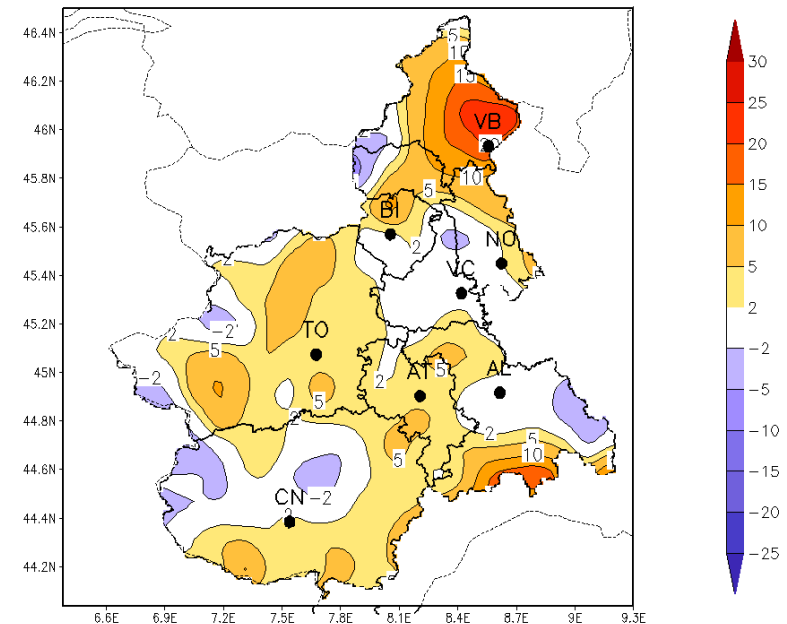 46.4N
46.2N
46N
45.8N
45.6N
45.4N
45.2N
45N
44.8N
44.6N
44.4N
44.2N
6.6E
6.9E
7.2E
7.5E
7.8E
8.1E
8.4E
8.7E
9E
9.3E
5
15
VB
10
5
BI
2
NO
2
VC
−2
2
TO
5
5
AT
AL
−2
2
5
2
2
5
10
5
CN
−2
30
25
20
15
10
5
2
−2
−5
−10
−15
−20
−25